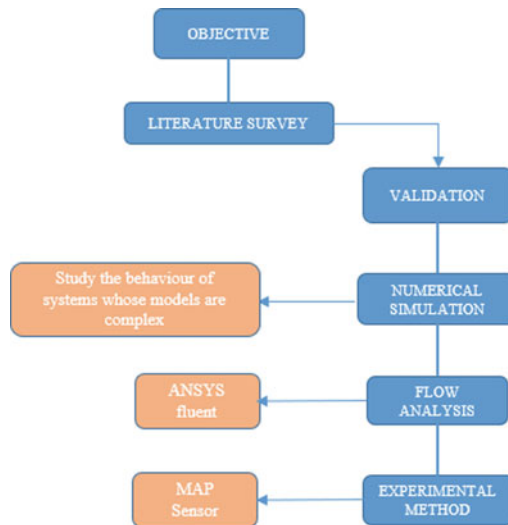 OBJECTIVE
LITERATURE SURVEY
VALIDATION
Study the behaviour of
systems whose models are
complex
NUMERICAL
SIMULATION
ANSYS
fluent
FLOW
ANALYSIS
MAP
Sensor
EXPERIMENTAL
METHOD